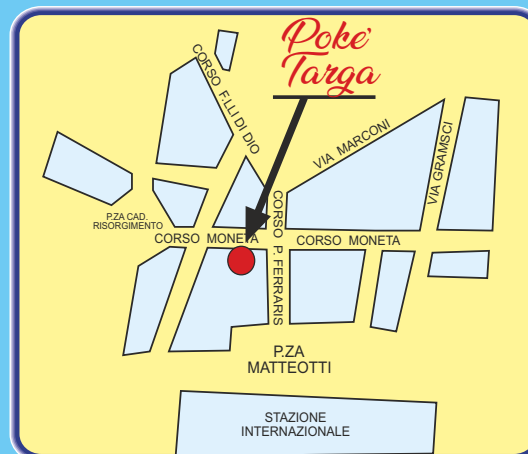 Poke'
Targa
CORSO F.LLI DI DIO
VIA MARCONI
VIA GRAMSCI
P.ZA CAD.
RISORGIMENTO
CORSO MONETA
CORSO P. FERRARIS
CORSO MONETA
P.ZA
MATTEOTTI
STAZIONE
INTERNAZIONALE